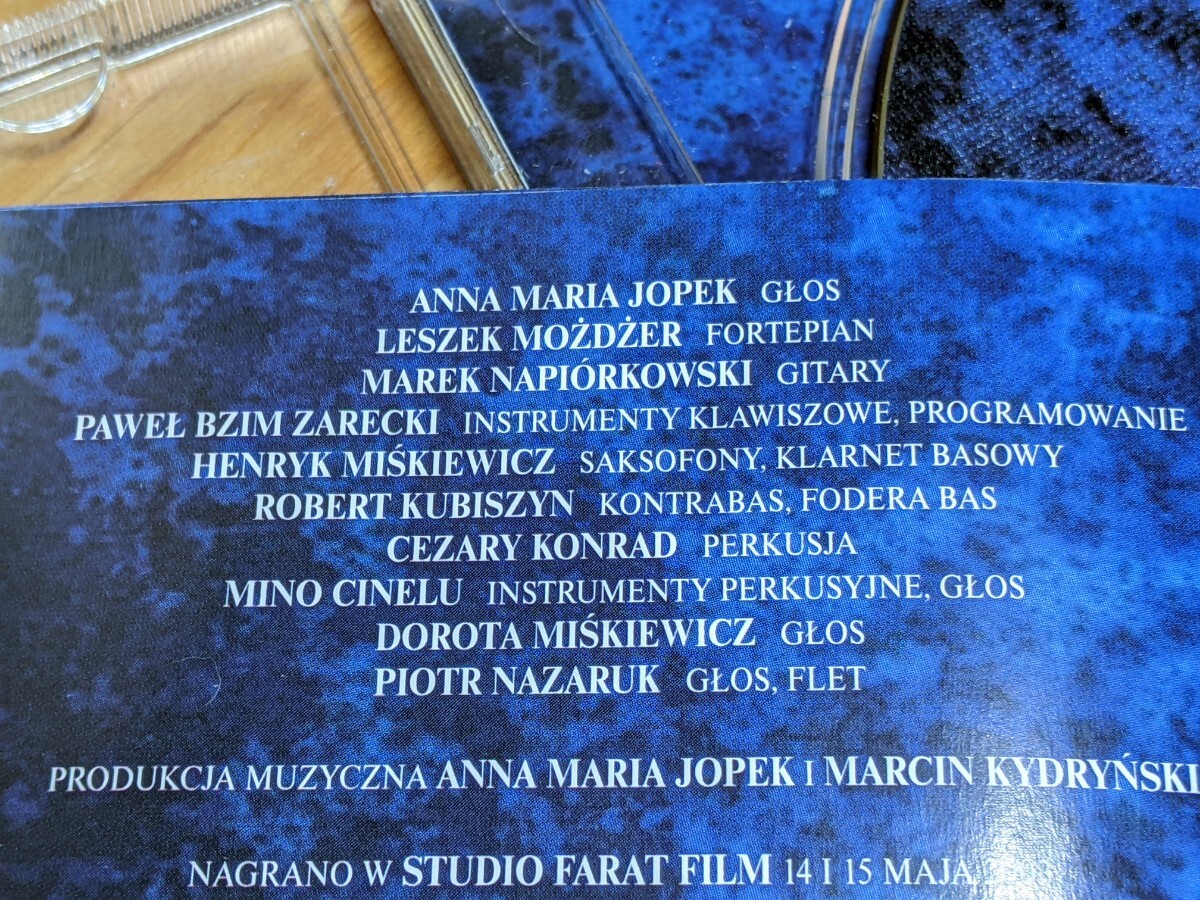 ANNA MARIA JOPEK GŁOS
LESZEK MOŻDŻER FORTEPIAN
MAREK NAPIÓRKOWSKI GITARY
PAWEŁ BZIM ZARECKI INSTRUMENTY KLAWISZOWE, PROGRAMOWANIE
HENRYK MIŚKIEWICZ SAKSOFONY, KLARNET BASOWY
ROBERT KUBISZYN KONTRABAS, FODERA BAS
CEZARY KONRAD PERKUSJA
MINO CINELU INSTRUMENTY PERKUSYJNE, GŁOS
DOROTA MIŚKIEWICZ GŁOS
PIOTR NAZARUK GŁOS, FLET
PRODUKCJA MUZYCZNA ANNA MARIA JOPEK I MARCIN KYDRYŃSKI
NAGRANO W STUDIO FARAT FILM 14 I 15 MAJA